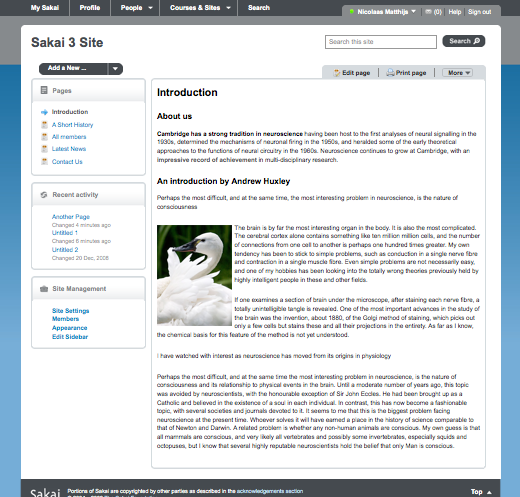 My Sakai Profile People Courses & Sites Search
Nicolaas Matthijs (0) Help Sign out
Sakai 3 Site
Search this site
Search
Add a New ...
Edit page Print page More
Pages
Introduction
A Short History
All members
Latest News
Contact Us
Recent activity
Another Page
Changed 4 minutes ago
Untitled 1
Changed 6 minutes ago
Untitled 2
Changed 20 Dec, 2008
Site Management
Site Settings
Members
Appearance
Edit Sidebar
Introduction
About us
Cambridge has a strong tradition in neuroscience having been host to the first analyses of neural signalling in the
1930s, determined the mechanisms of neuronal firing in the 1950s, and heralded some of the early theoretical
approaches to the functions of neural circuitry in the 1960s. Neuroscience continues to grow at Cambridge, with an
impressive record of achievement in multi-disciplinary research.
An introduction by Andrew Huxley
Perhaps the most difficult, and at the same time, the most interesting problem in neuroscience, is the nature of
consciousness
The brain is by far the most interesting organ in the body. It is also the most complicated.
The cerebral cortex alone contains something like ten million million cells, and the number
of connections from one cell to another is perhaps one hundred times greater. My own
tendency has been to stick to simple problems, such as conduction in a single nerve fibre
and contraction in a single muscle fibre. Even simple problems are not necessarily easy,
and one of my hobbies has been looking into the totally wrong theories previously held by
highly intelligent people in these and other fields.
If one examines a section of brain under the microscope, after staining each nerve fibre, a
totally unintelligible tangle is revealed. One of the most important advances in the study of
the brain was the invention, about 1880, of the Golgi method of staining, which picks out
only a few cells but stains these and all their projections in the entirety. As far as I know,
the chemical basis for this feature of the method is not yet understood.
I have watched with interest as neuroscience has moved from its origins in physiology
Perhaps the most difficult, and at same time the most interesting problem in neuroscience, is the nature of
consciousness and its relationship to physical events in the brain. Until a moderate number of years ago, this topic
was avoided by neuroscientists, with the honourable exception of Sir John Eccles. He had been brought up as a
Catholic and believed in the existence of a soul in each individual. In contrast, this has now become a fashionable
topic, with several societies and journals devoted to it. It seems to me that this is the biggest problem facing
neuroscience at the present time. Whoever solves it will have earned a place in the history of science comparable to
that of Newton and Darwin. A related problem is whether any non-human animals are conscious. My own guess is that
all mammals are conscious, and very likely all vertebrates and possibly some invertebrates, especially squids and
octopuses, but I know that several highly reputable neuroscientists hold the belief that only Man is conscious.
Sakai Portions of Sakai are copyrighted by other parties as described in the acknowledgements section Top